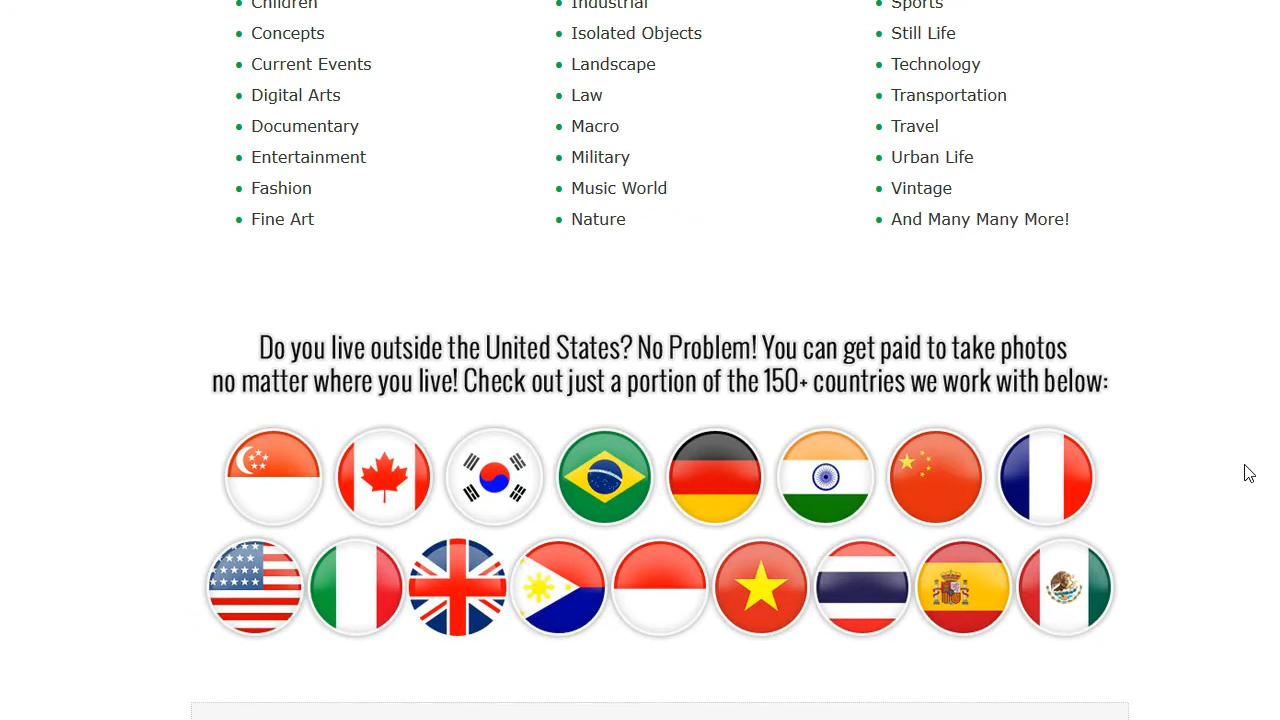 Children
Concepts
Current Events
Digital Arts
Documentary
Entertainment
Fashion
Fine Art
Industrial
Isolated Objects
Landscape
Law
Macro
Military
Music World
Nature
Sports
Still Life
Technology
Transportation
Travel
Urban Life
Vintage
And Many Many More!
Do you live outside the United States? No Problem! You can get paid to take photos
no matter where you live! Check out just a portion of the 150+ countries we work with below: